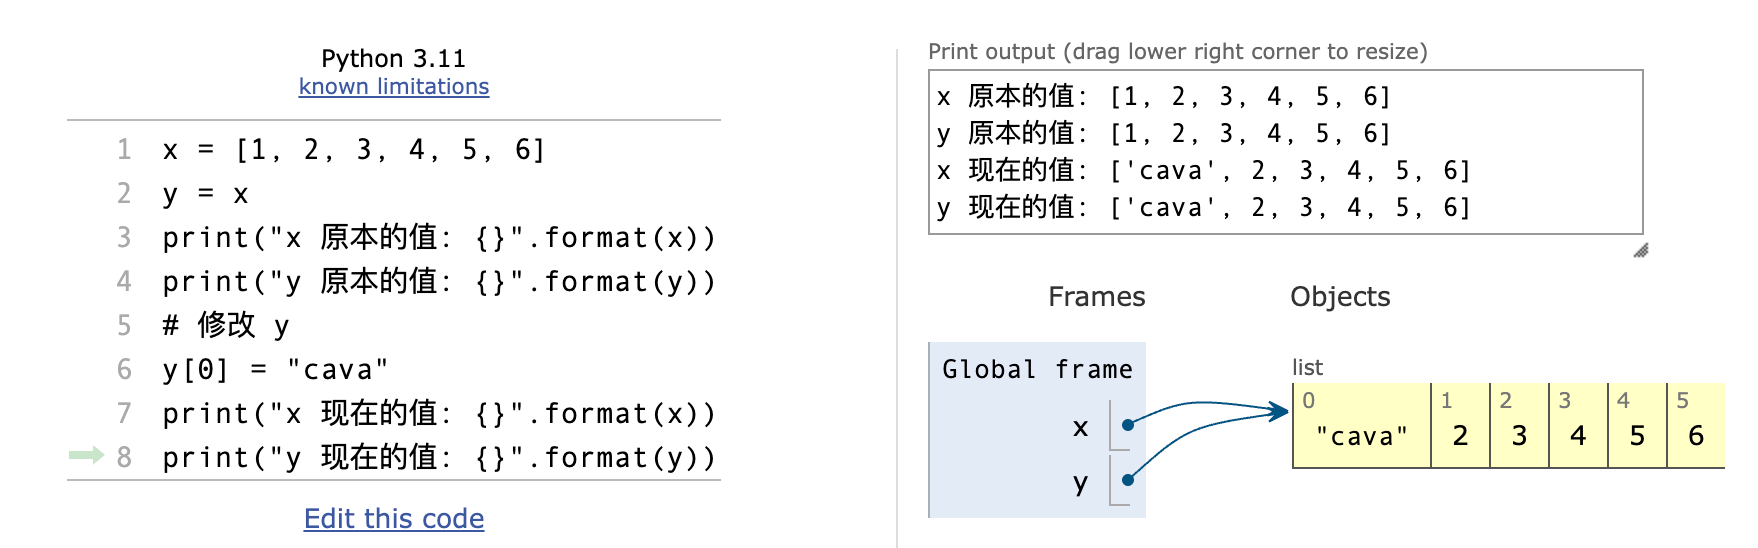 Python 3.11
known limitations
1 x = [1, 2, 3, 4, 5, 6]
2 y = x
3 print("x 原本的值: {}".format(x))
4 print("y 原本的值: {}".format(y))
5 # 修改 y
6 y[0] = "cava"
7 print("x 现在的值: {}".format(x))
8 print("y 现在的值: {}".format(y))
Edit this code
Print output (drag lower right corner to resize)
x 原本的值: [1, 2, 3, 4, 5, 6]
y 原本的值: [1, 2, 3, 4, 5, 6]
x 现在的值: ['cava', 2, 3, 4, 5, 6]
y 现在的值: ['cava', 2, 3, 4, 5, 6]
Frames Objects
Global frame
x
y
list
0 1 2 3 4 5
"cava" 2 3 4 5 6